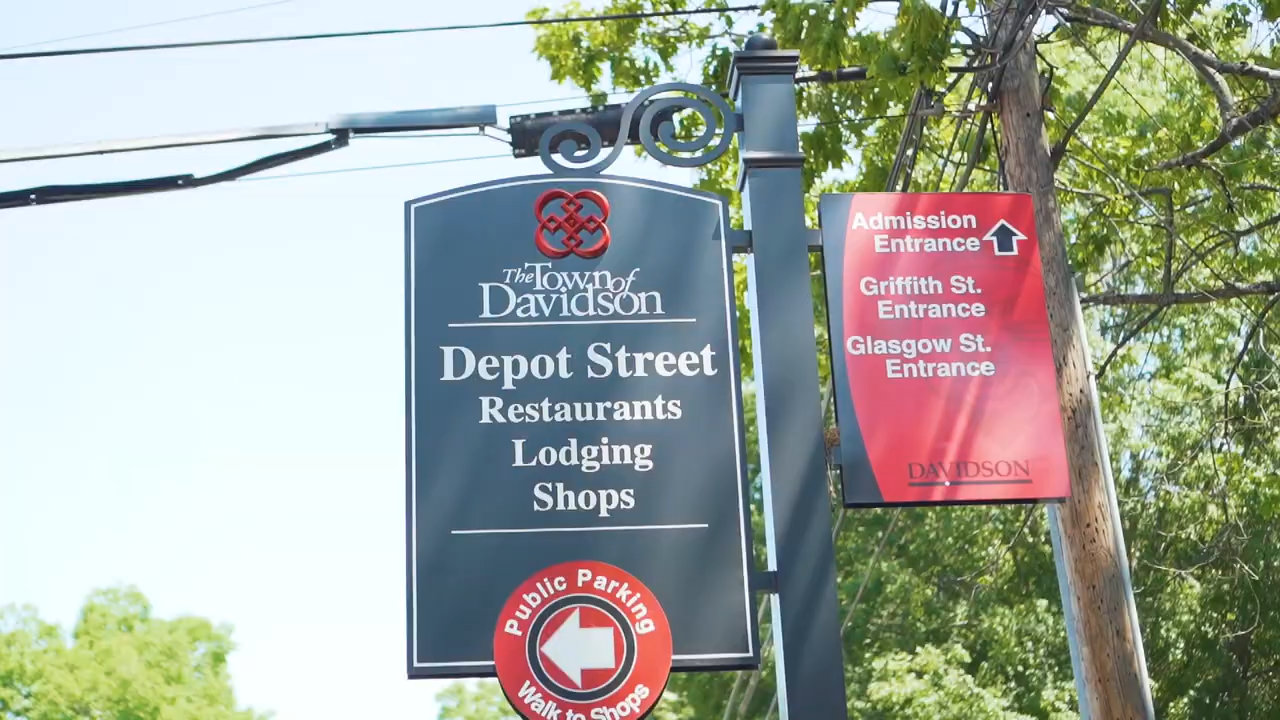 The Town of
Davidson
Depot Street
Restaurants
Lodging
Shops
Public Parking
Walk to Shops
Admission
Entrance
Griffith St.
Entrance
Glasgow St.
Entrance
DAVIDSON